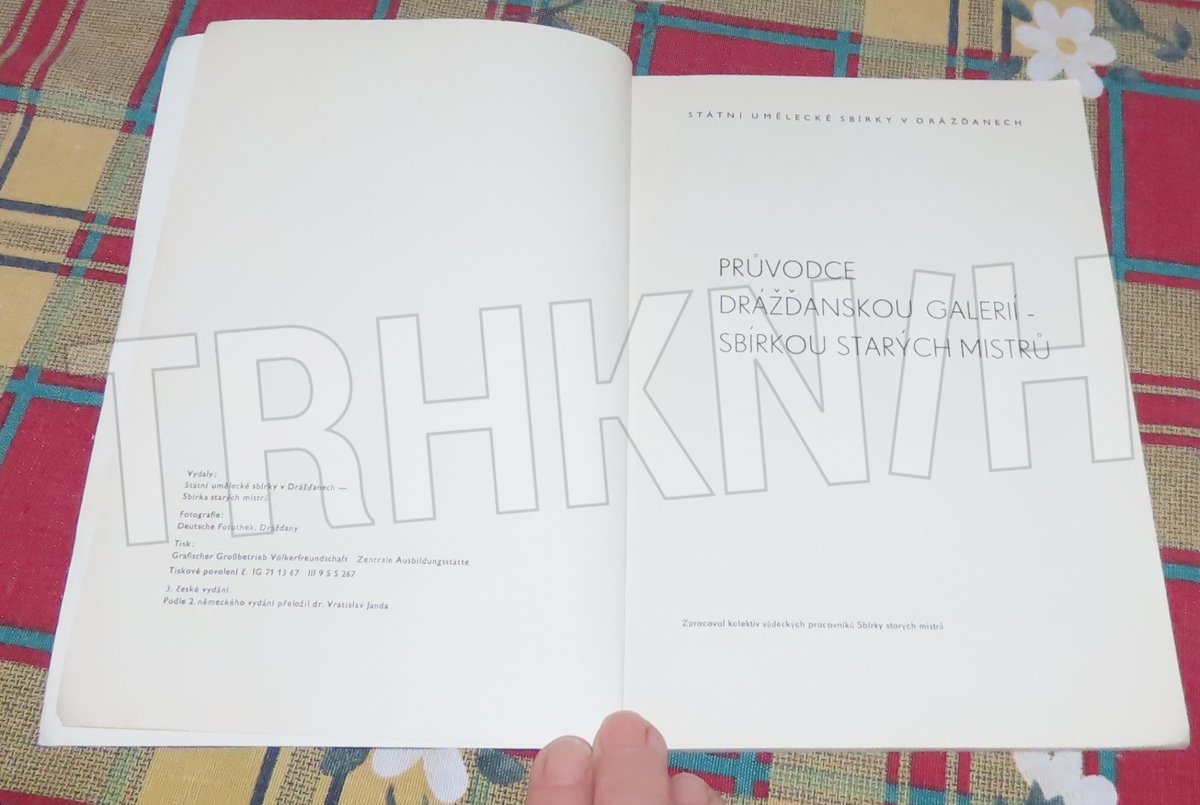 Vydaly:
Státní umělecké sbírky v Drážďanech —
Sbírka starých mistrů
Fotografie:
Deutsche Fotothek, Drážďany
Tisk:
Grafischer Großbetrieb Völkerfreundschaft Zentrale Ausbildungsstätte
Tiskové povolení č. IG 71 13 67 III 9 5 5 267
3. české vydání.
Podle 2. německého vydání přeložil dr. Vratislav Janda
STÁTNÍ UMĚLECKÉ SBÍRKY V DRÁŽĎANECH
PRŮVODCE
DRÁŽĎANSKOU GALERIÍ -
SBÍRKOU STARÝCH MISTRŮ
Zpracoval kolektiv vědeckých pracovníků Sbírky starých mistrů
TRHKN/H